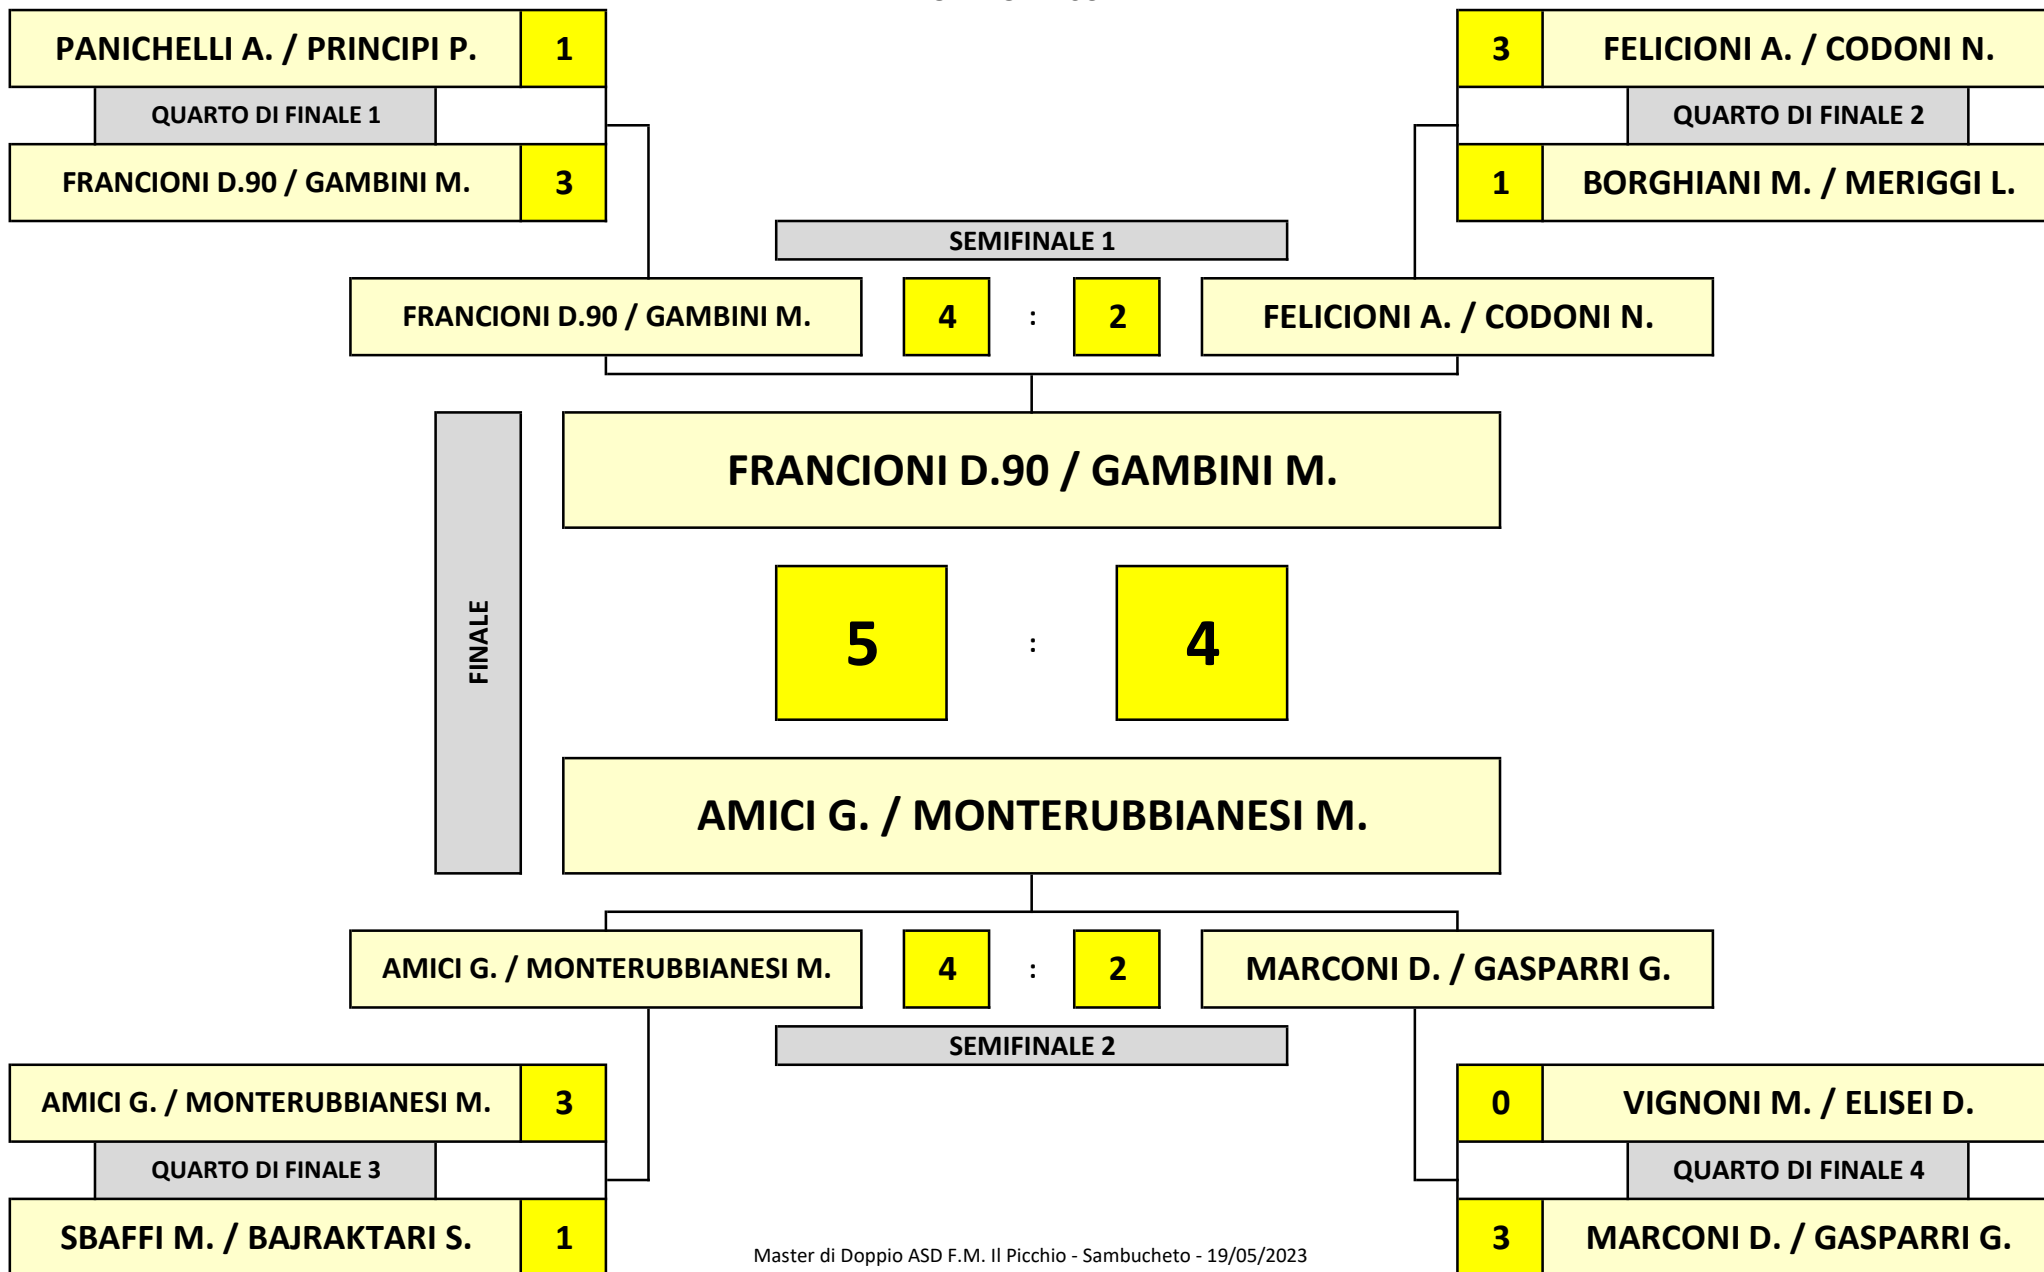 PANICHELLI A. / PRINCIPI P. 1
QUARTO DI FINALE 1
FRANCIONI D.90 / GAMBINI M. 3
3 FELICIONI A. / CODONI N.
QUARTO DI FINALE 2
1 BORGHIANI M. / MERIGGI L.
SEMIFINALE 1
FRANCIONI D.90 / GAMBINI M. 4 : 2 FELICIONI A. / CODONI N.
FINALE
FRANCIONI D.90 / GAMBINI M.
5 : 4
AMICI G. / MONTERUBBIANESI M.
AMICI G. / MONTERUBBIANESI M. 4 : 2 MARCONI D. / GASPARRI G.
SEMIFINALE 2
AMICI G. / MONTERUBBIANESI M. 3
QUARTO DI FINALE 3
SBAFFI M. / BAJRAKTARI S. 1
0 VIGNONI M. / ELISEI D.
QUARTO DI FINALE 4
3 MARCONI D. / GASPARRI G.
Master di Doppio ASD F.M. Il Picchio - Sambucheto - 19/05/2023